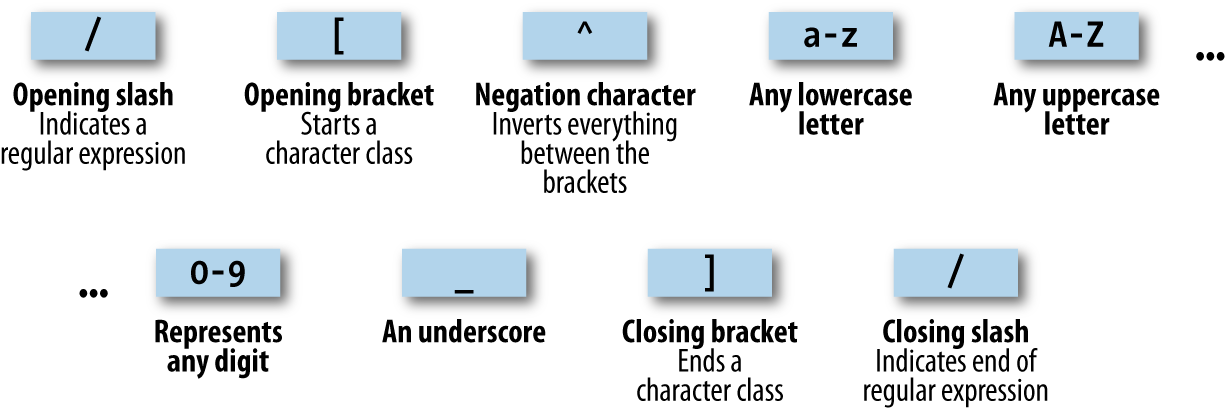 / [ ^ a-z A-Z
Opening slash Opening bracket Negation character Any lowercase Any uppercase ...
Indicates a Starts a Inverts everything letter letter
regular expression character class between the
brackets
0-9 _ ] /
... Represents An underscore Closing bracket Closing slash
any digit Ends a Indicates end of
character class regular expression